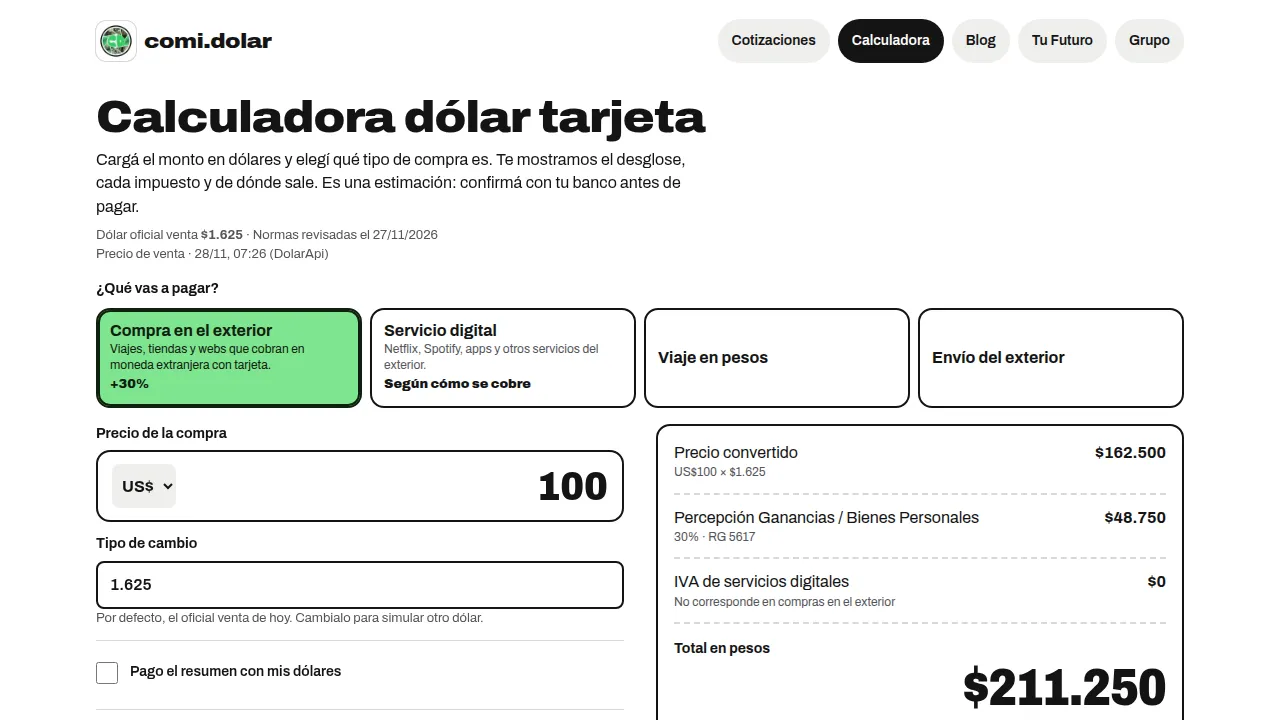 comi.dolar
Cotizaciones
Calculadora
Blog
Tu Futuro
Grupo
Calculadora dólar tarjeta
Cargá el monto en dólares y elegí qué tipo de compra es. Te mostramos el desglose,
cada impuesto y de dónde sale. Es una estimación: confirmá con tu banco antes de
pagar.
Dólar oficial venta $1.625 · Normas revisadas el 27/11/2026
Precio de venta · 28/11, 07:26 (DolarApi)
¿Qué vas a pagar?
Compra en el exterior
Viajes, tiendas y webs que cobran en
moneda extranjera con tarjeta.
+30%
Servicio digital
Netflix, Spotify, apps y otros servicios del
exterior.
Según cómo se cobre
Viaje en pesos
Envío del exterior
Precio de la compra
US$
100
Tipo de cambio
1.625
Por defecto, el oficial venta de hoy. Cambialo para simular otro dólar.
Pago el resumen con mis dólares
Precio convertido
$162.500
US$100 × $1.625
Percepción Ganancias / Bienes Personales
$48.750
30% · RG 5617
IVA de servicios digitales
$0
No corresponde en compras en el exterior
Total en pesos
$211.250